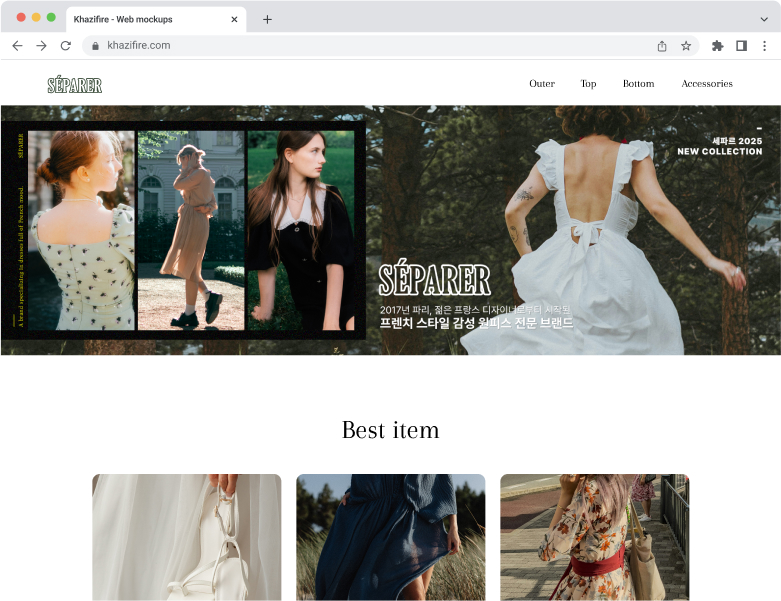 Khazifire - Web mockups
khazifire.com
SÉPARER
Outer
Top
Bottom
Accessories
SÉPARER
A brand specializing in dresses full of French mood.
세파르 2025
NEW COLLECTION
SÉPARER
2017년 파리, 젊은 프랑스 디자이너로부터 시작된
프렌치 스타일 감성 원피스 전문 브랜드
Best item